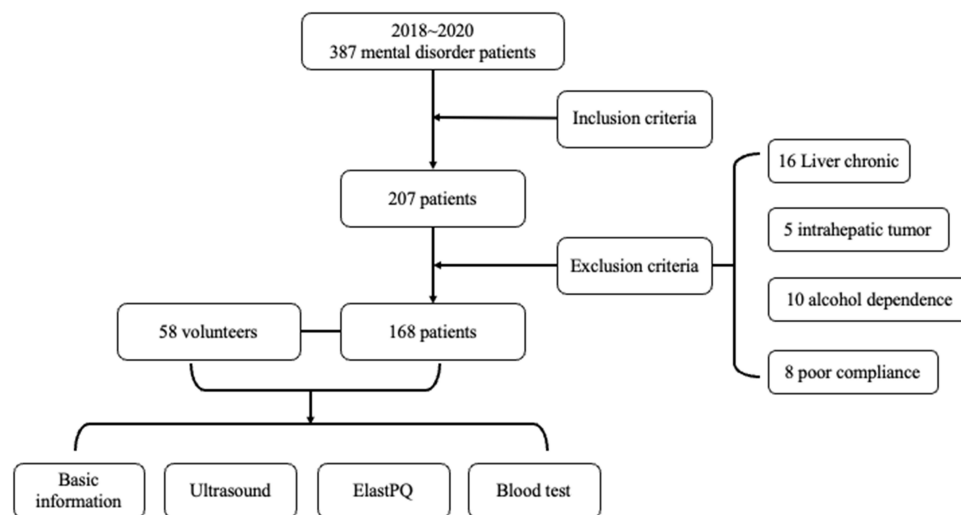 2018~2020
387 mental disorder patients
Inclusion criteria
16 Liver chronic
207 patients
5 intrahepatic tumor
Exclusion criteria
10 alcohol dependence
58 volunteers
168 patients
8 poor compliance
Basic
information
Ultrasound
ElastPQ
Blood test